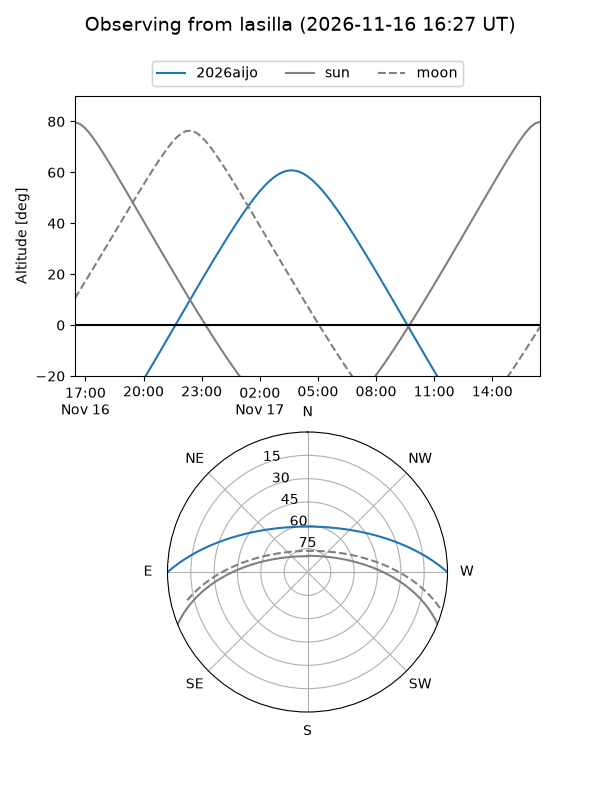 Observing from lasilla (2026-11-16 16:27 UT)
2026aijo sun moon
80
60
40
20
0
−20
Altitude [deg]
17:00 20:00 23:00 02:00 05:00 08:00 11:00 14:00
Nov 16 Nov 17
N
NE NW
15
30
45
60
75
E W
SE SW
S